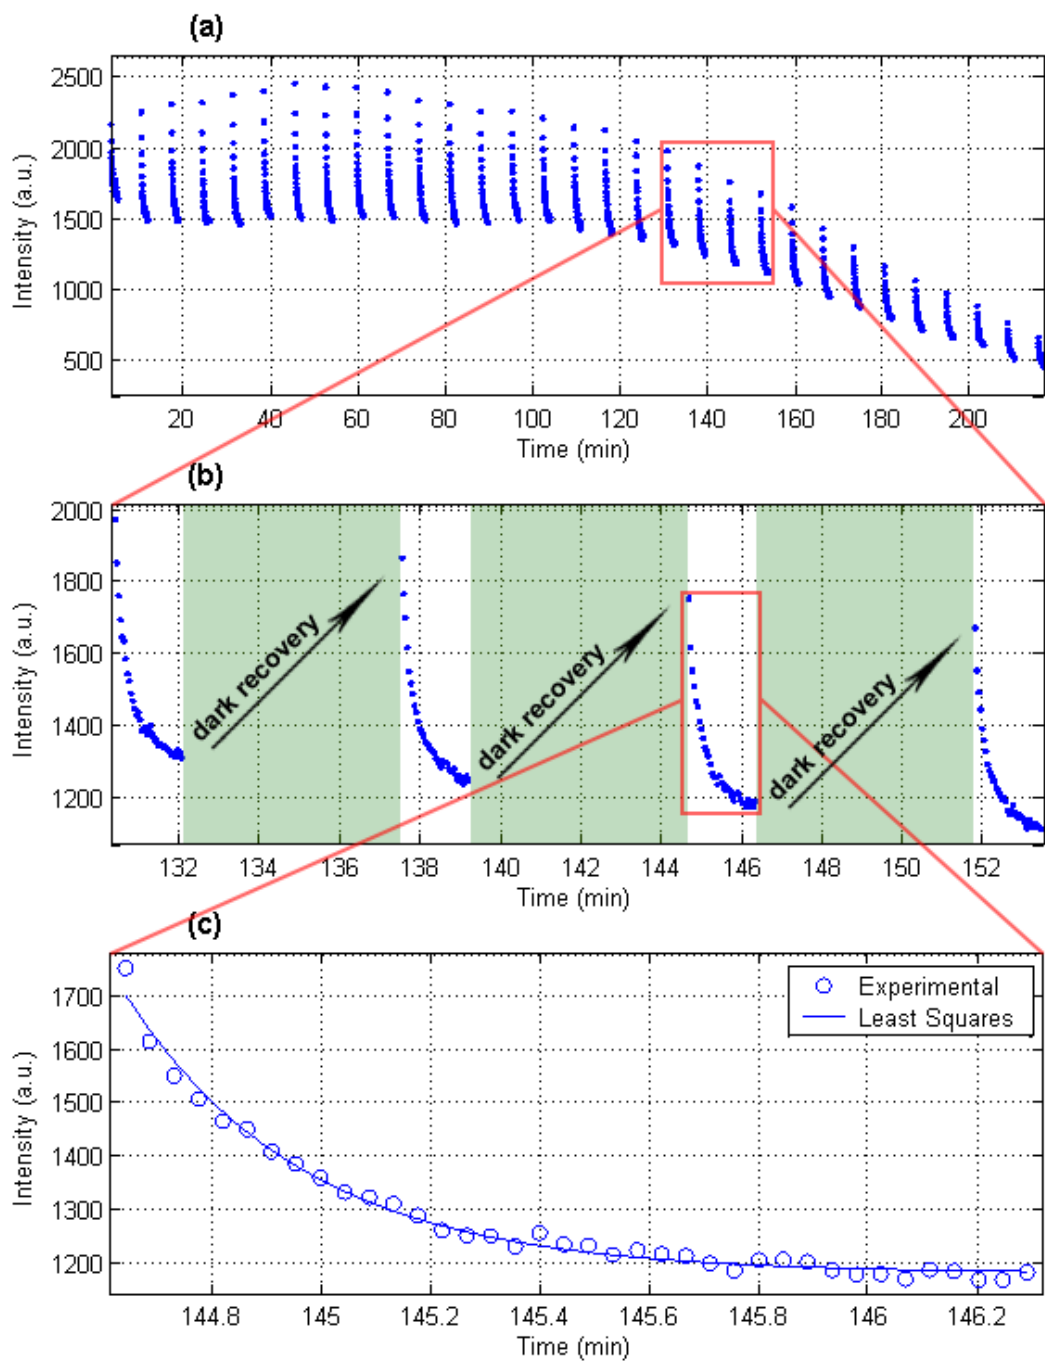 (a)
2500
2000
1500
1000
500
Intensity (a.u.)
20 40 60 80 100 120 140 160 180 200
Time (min)
(b)
2000
1800
1600
1400
1200
Intensity (a.u.)
dark recovery
dark recovery
dark recovery
132 134 136 138 140 142 144 146 148 150 152
Time (min)
(c)
1700
1600
1500
1400
1300
1200
Intensity (a.u.)
Experimental
Least Squares
144.8 145 145.2 145.4 145.6 145.8 146 146.2
Time (min)